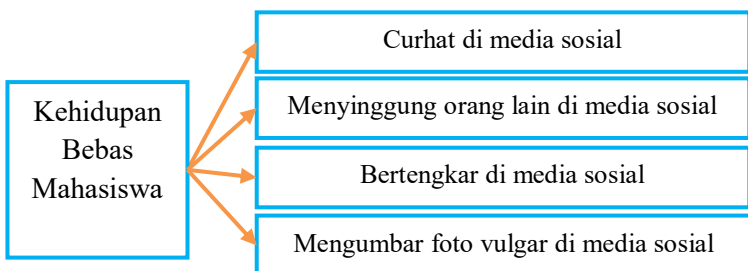 Kehidupan
Bebas
Mahasiswa
Curhat di media sosial
Menyinggung orang lain di media sosial
Bertengkar di media sosial
Mengumbar foto vulgar di media sosial